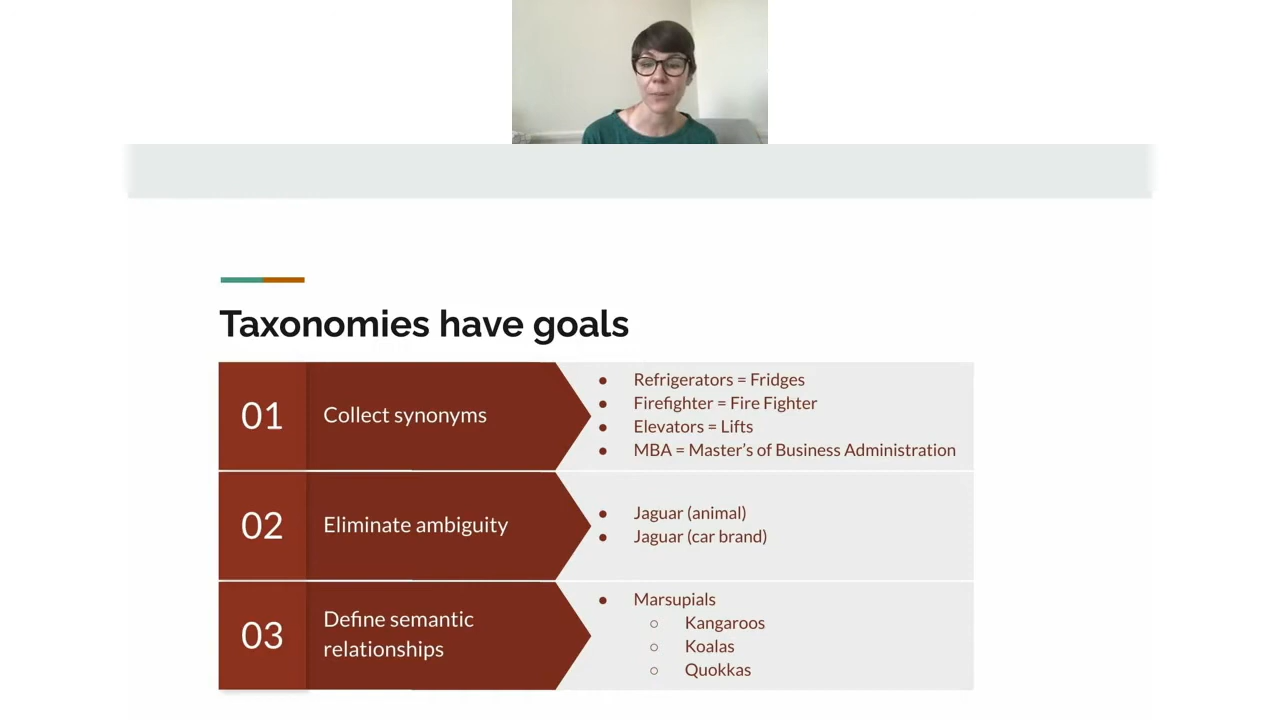 Taxonomies have goals
01
Collect synonyms
● Refrigerators = Fridges
● Firefighter = Fire Fighter
● Elevators = Lifts
● MBA = Master's of Business Administration
02
Eliminate ambiguity
● Jaguar (animal)
● Jaguar (car brand)
03
Define semantic
relationships
● Marsupials
○ Kangaroos
○ Koalas
○ Quokkas